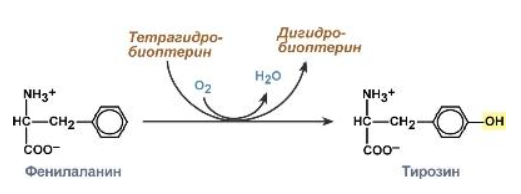 Тетрагидро-
биоптерин
Дигидро-
биоптерин
O₂
H₂O
NH₃⁺
HC—CH₂—
COO⁻
Фенилаланин
NH₃⁺
HC—CH₂— —OH
COO⁻
Тирозин